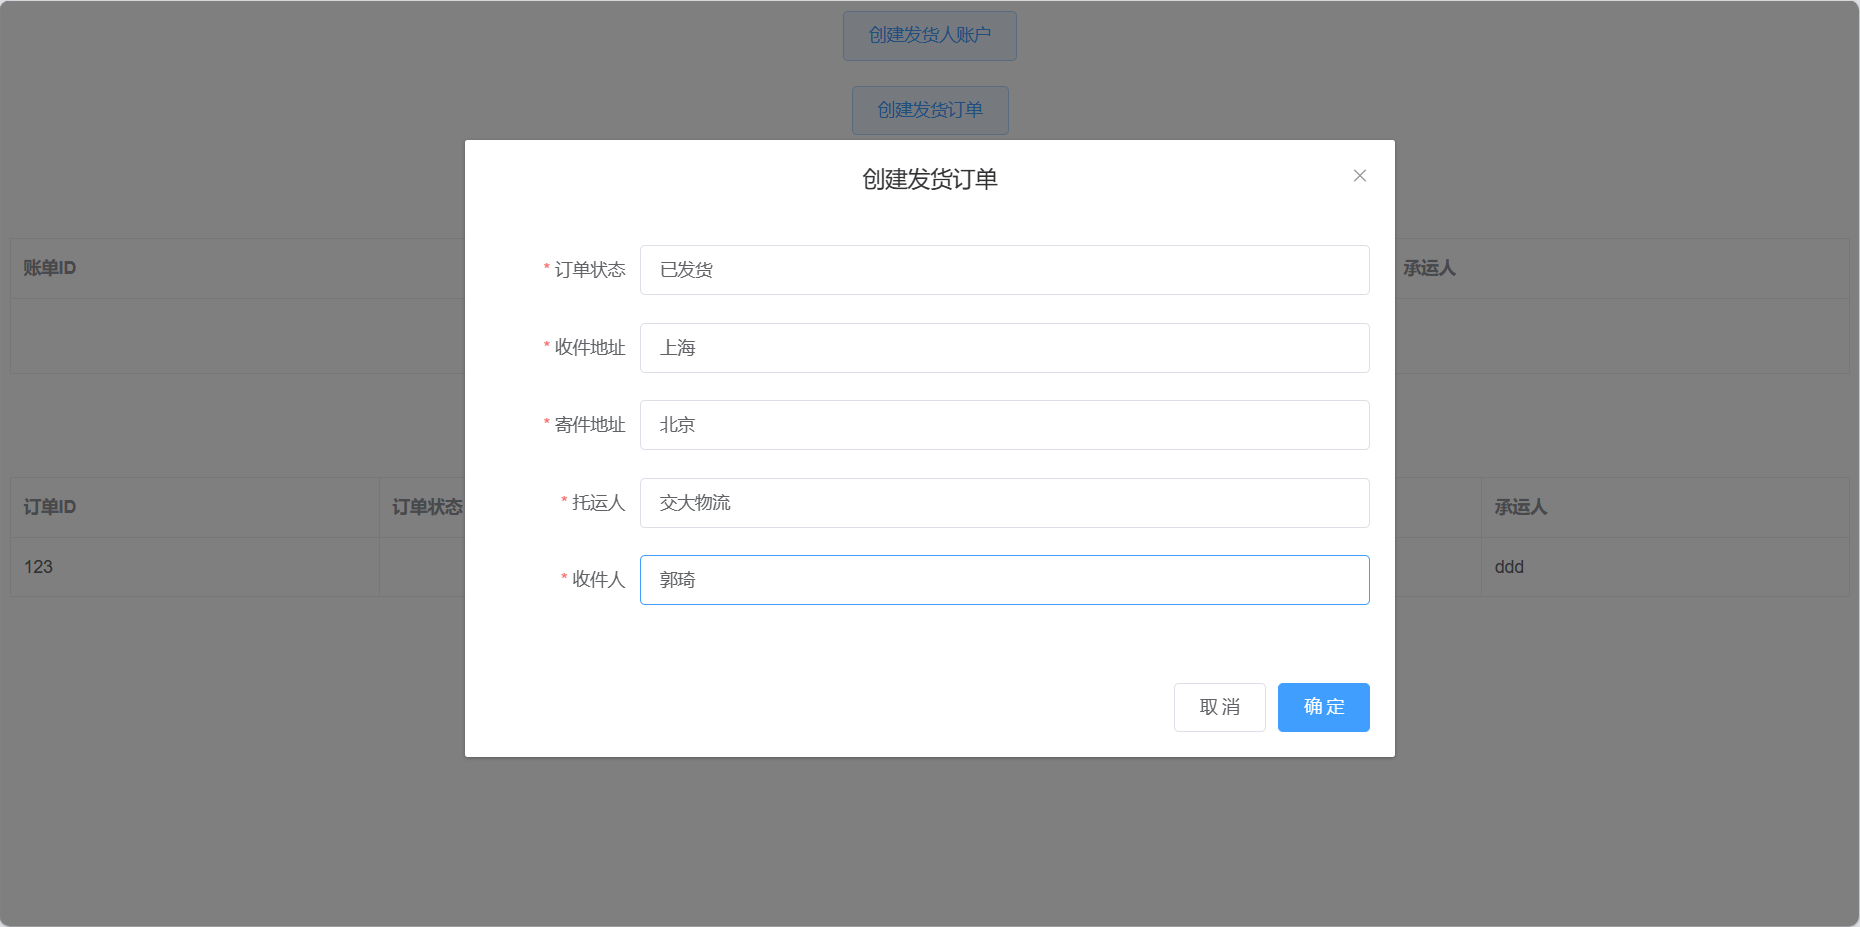 创建发货人账户
创建发货订单
创建发货订单
* 订单状态 已发货
* 收件地址 上海
* 寄件地址 北京
* 托运人 交大物流
* 收件人 郭琦
取消 确定
账单ID 承运人
订单ID 订单状态 承运人
123 ddd